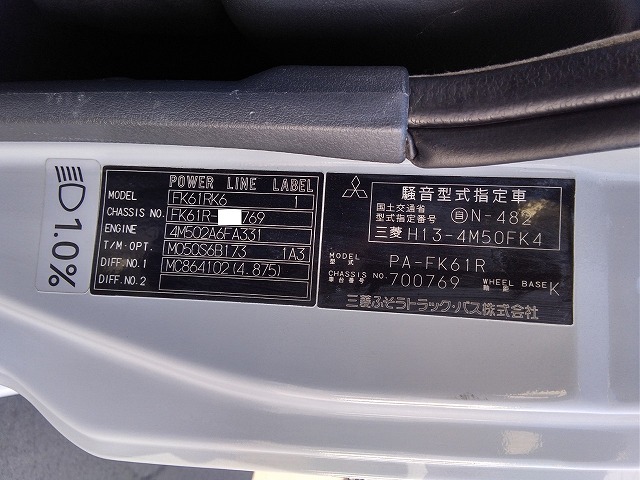 1.0%
POWER LINE LABEL
MODEL FK61RK6 1
CHASSIS NO. FK61R- 769
ENGINE 4M502A6FA331
T/M・OPT. M050S6B173 1A3
DIFF.NO.1 MC864102(4.875)
DIFF.NO.2
騒音型式指定車
国土交通省
型式指定番号 自N-482
三菱 H13-4M50FK4
MODEL 型式 PA-FK61R
CHASSIS NO. 車台番号 700769 WHEEL BASE 軸距 K
三菱ふそうトラック・バス株式会社